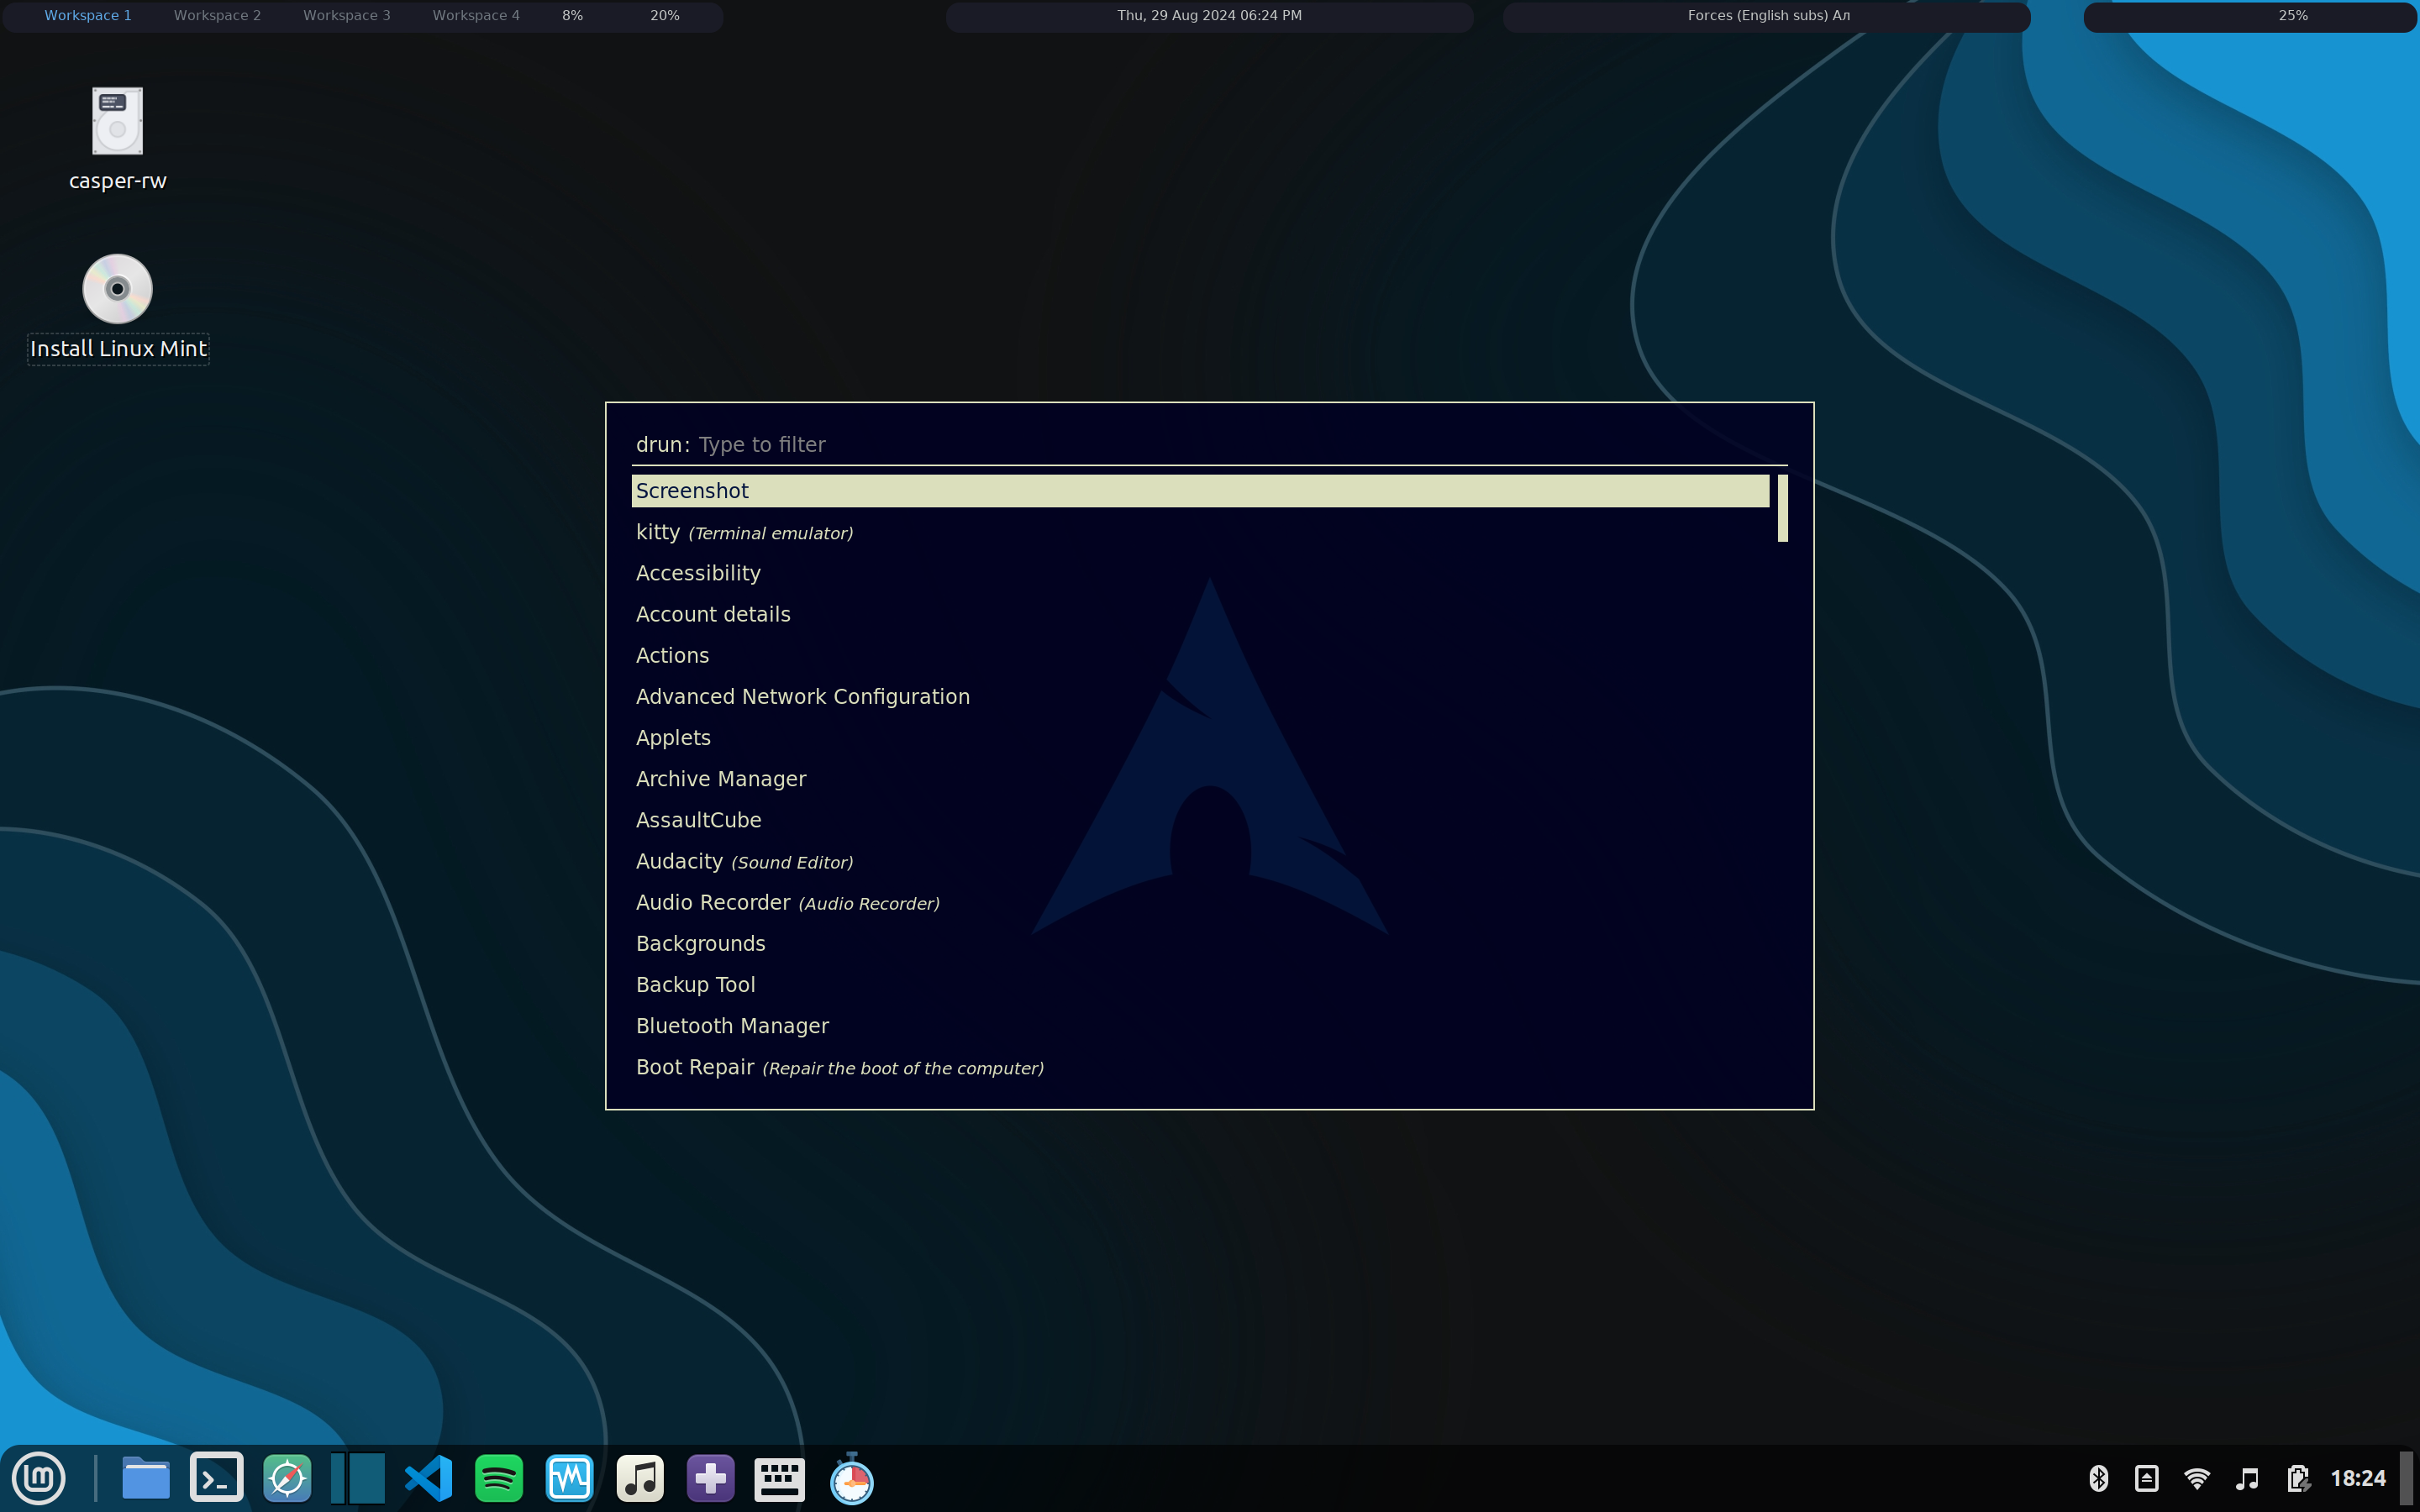 Workspace 1 Workspace 2 Workspace 3 Workspace 4 8% 20% Thu, 29 Aug 2024 06:24 PM Forces (English subs) Ал 25%
casper-rw
Install Linux Mint
drun: Type to filter
Screenshot
kitty (Terminal emulator)
Accessibility
Account details
Actions
Advanced Network Configuration
Applets
Archive Manager
AssaultCube
Audacity (Sound Editor)
Audio Recorder (Audio Recorder)
Backgrounds
Backup Tool
Bluetooth Manager
Boot Repair (Repair the boot of the computer)
18:24